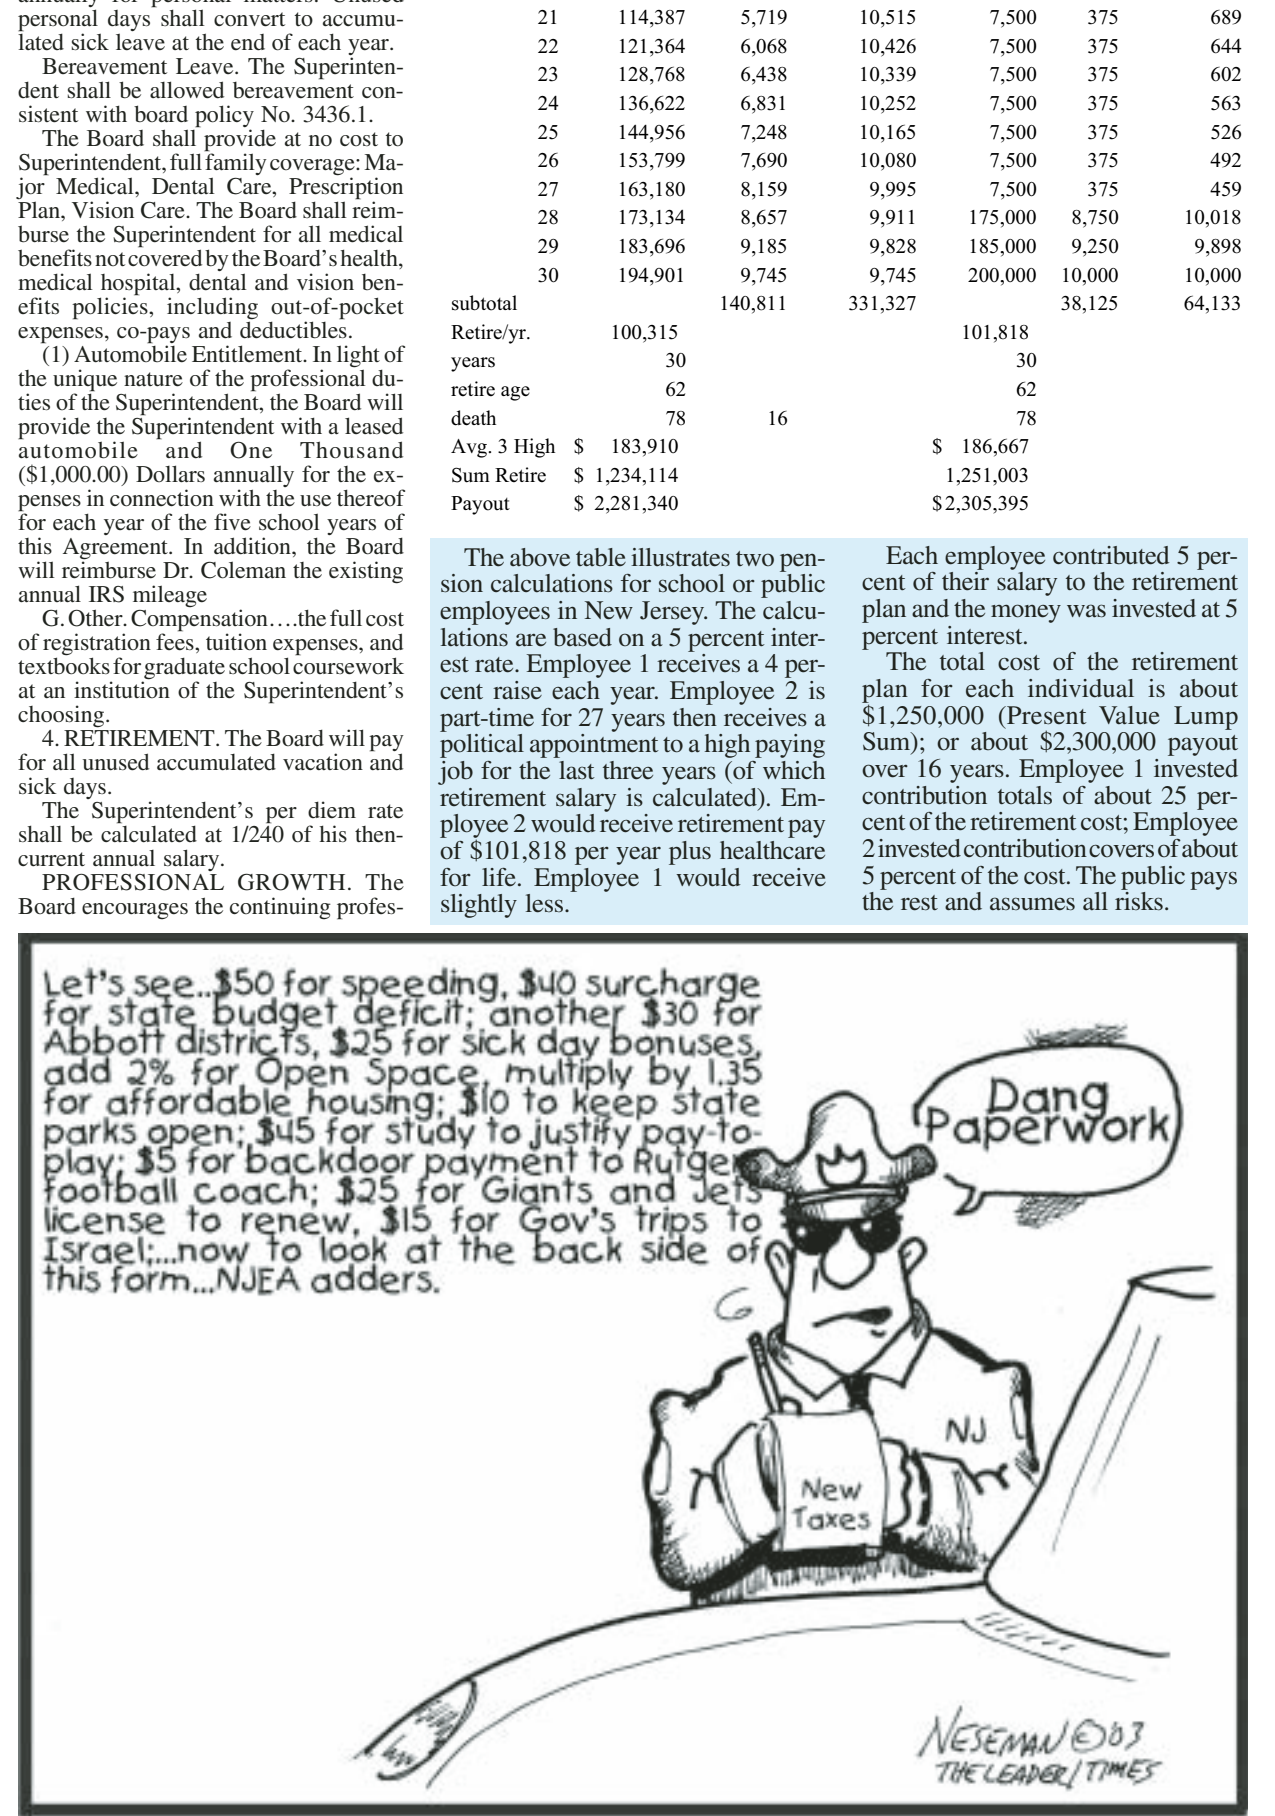 annually for personal matters. Unused
personal days shall convert to accumu-
lated sick leave at the end of each year.
Bereavement Leave. The Superinten-
dent shall be allowed bereavement con-
sistent with board policy No. 3436.1.
The Board shall provide at no cost to
Superintendent, full family coverage: Ma-
jor Medical, Dental Care, Prescription
Plan, Vision Care. The Board shall reim-
burse the Superintendent for all medical
benefits not covered by the Board's health,
medical hospital, dental and vision ben-
efits policies, including out-of-pocket
expenses, co-pays and deductibles.
(1) Automobile Entitlement. In light of
the unique nature of the professional du-
ties of the Superintendent, the Board will
provide the Superintendent with a leased
automobile and One Thousand
($1,000.00) Dollars annually for the ex-
penses in connection with the use thereof
for each year of the five school years of
this Agreement. In addition, the Board
will reimburse Dr. Coleman the existing
annual IRS mileage
G. Other. Compensation….the full cost
of registration fees, tuition expenses, and
textbooks for graduate school coursework
at an institution of the Superintendent's
choosing.
4. RETIREMENT. The Board will pay
for all unused accumulated vacation and
sick days.
The Superintendent's per diem rate
shall be calculated at 1/240 of his then-
current annual salary.
PROFESSIONAL GROWTH. The
Board encourages the continuing profes-
21 114,387 5,719 10,515 7,500 375 689
22 121,364 6,068 10,426 7,500 375 644
23 128,768 6,438 10,339 7,500 375 602
24 136,622 6,831 10,252 7,500 375 563
25 144,956 7,248 10,165 7,500 375 526
26 153,799 7,690 10,080 7,500 375 492
27 163,180 8,159 9,995 7,500 375 459
28 173,134 8,657 9,911 175,000 8,750 10,018
29 183,696 9,185 9,828 185,000 9,250 9,898
30 194,901 9,745 9,745 200,000 10,000 10,000
subtotal 140,811 331,327 38,125 64,133
Retire/yr. 100,315 101,818
years 30 30
retire age 62 62
death 78 16 78
Avg. 3 High $ 183,910 $ 186,667
Sum Retire $ 1,234,114 1,251,003
Payout $ 2,281,340 $2,305,395
The above table illustrates two pen-
sion calculations for school or public
employees in New Jersey. The calcu-
lations are based on a 5 percent inter-
est rate. Employee 1 receives a 4 per-
cent raise each year. Employee 2 is
part-time for 27 years then receives a
political appointment to a high paying
job for the last three years (of which
retirement salary is calculated). Em-
ployee 2 would receive retirement pay
of $101,818 per year plus healthcare
for life. Employee 1 would receive
slightly less.
Each employee contributed 5 per-
cent of their salary to the retirement
plan and the money was invested at 5
percent interest.
The total cost of the retirement
plan for each individual is about
$1,250,000 (Present Value Lump
Sum); or about $2,300,000 payout
over 16 years. Employee 1 invested
contribution totals of about 25 per-
cent of the retirement cost; Employee
2 invested contribution covers of about
5 percent of the cost. The public pays
the rest and assumes all risks.
Let's see..$50 for speeding, $40 surcharge
for state budget deficit; another $30 for
Abbott districts, $25 for sick day bonuses,
add 2% for Open Space, multiply by 1.35
for affordable housing; $10 to keep state
parks open; $45 for study to justify pay-to-
play; $5 for backdoor payment to Rutgers
football coach; $25 for Giants and Jets
license to renew, $15 for Gov's trips to
Israel;...now to look at the back side of
this form...NJEA adders.
Dang
Paperwork
NJ
New
Taxes
NESEMAN ©'03
THE LEADER/TIMES